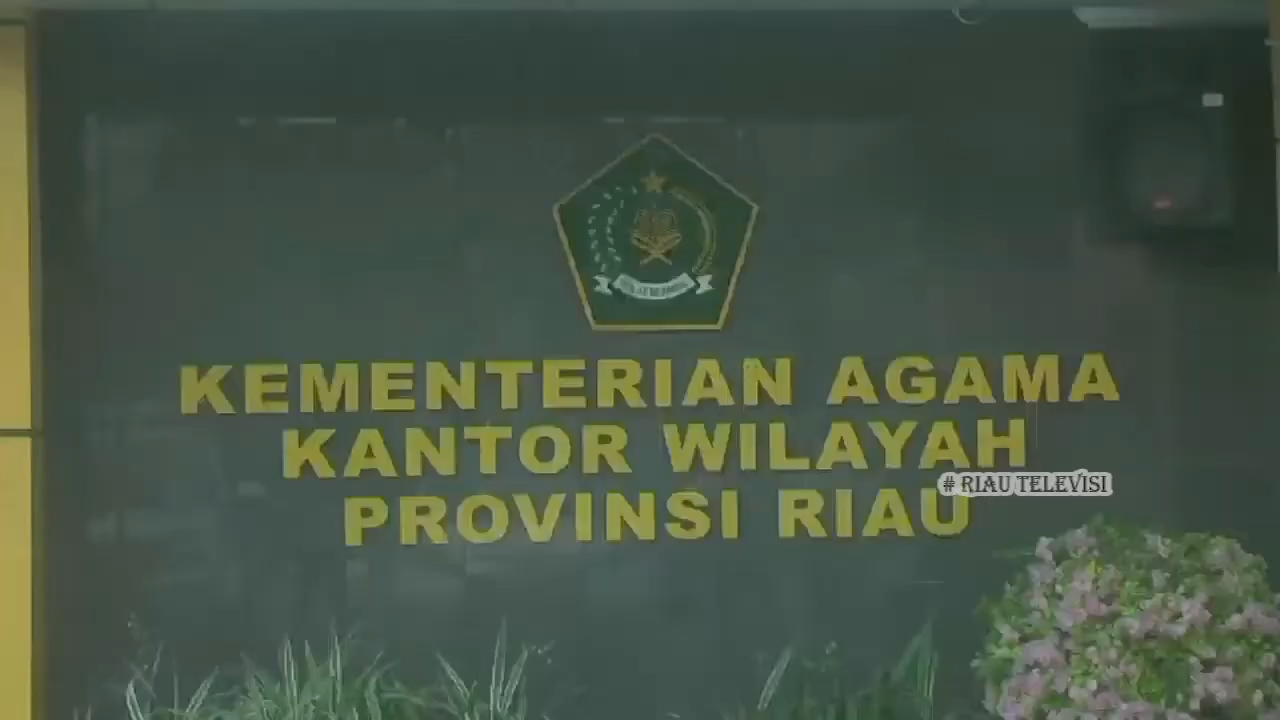 KEMENTERIAN AGAMA
KANTOR WILAYAH
PROVINSI RIAU
# RIAU TELEVISI